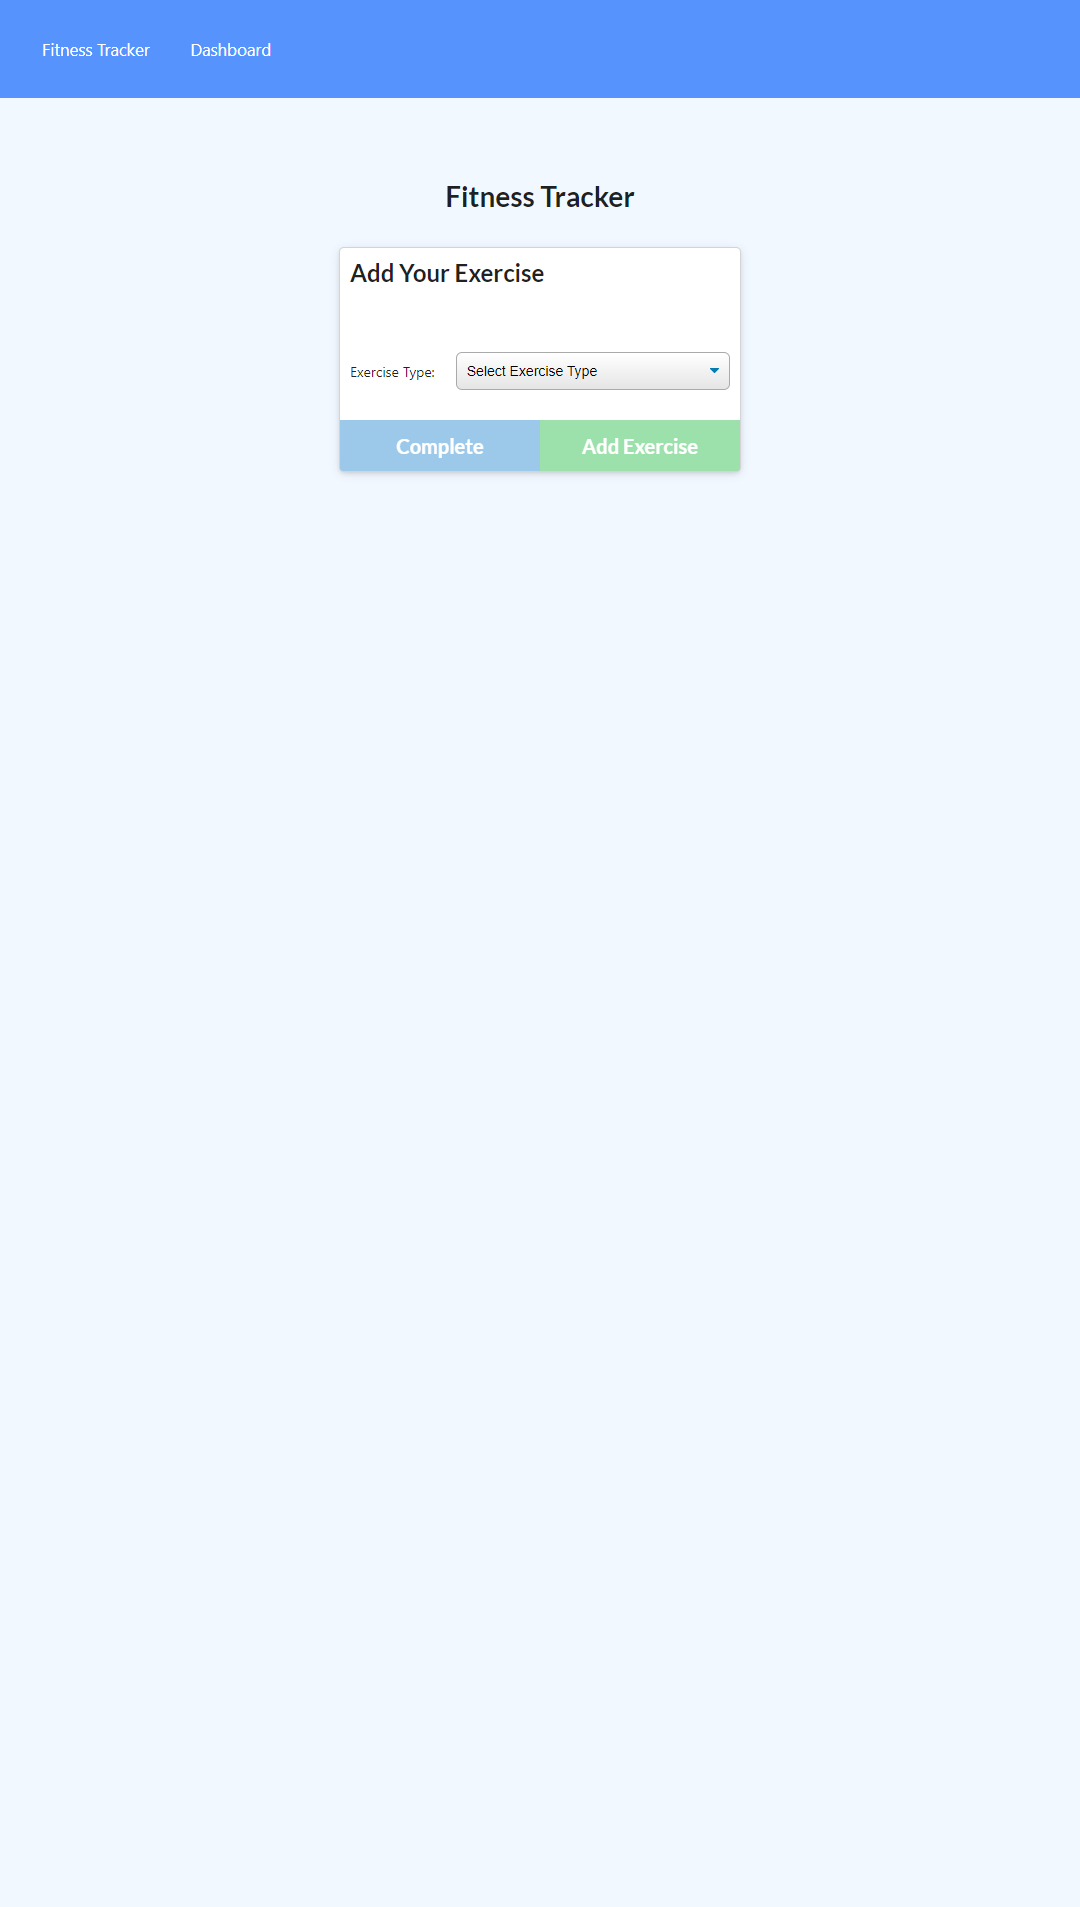 Fitness Tracker Dashboard
Fitness Tracker
Add Your Exercise
Exercise Type: Select Exercise Type
Complete Add Exercise